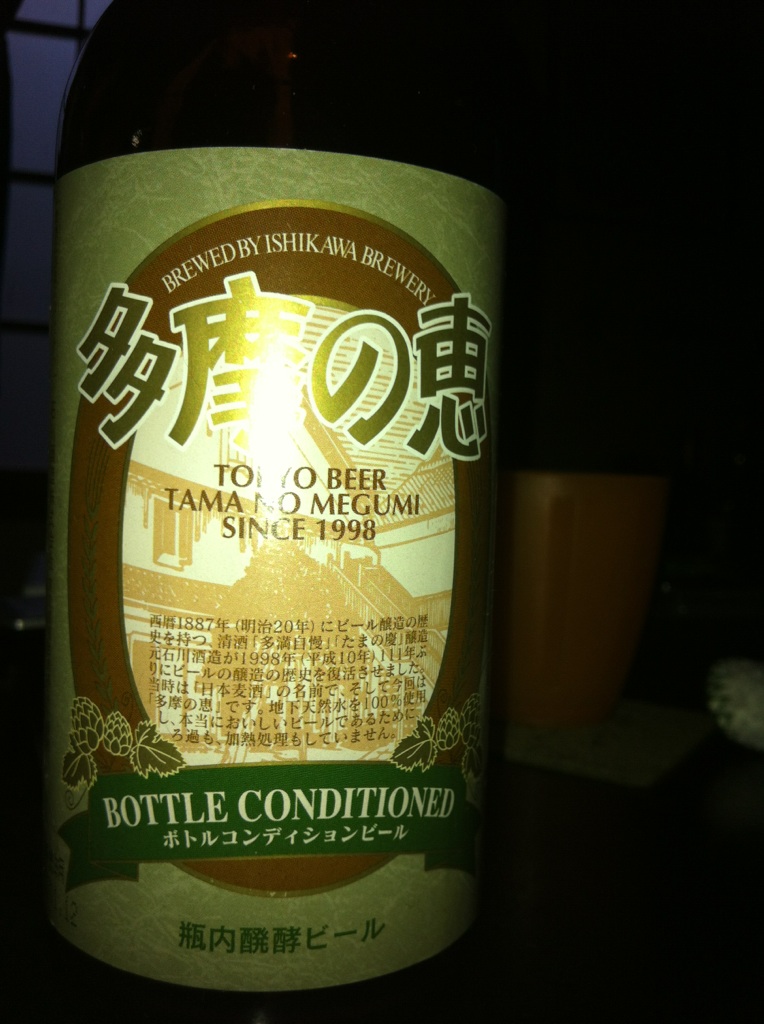 BREWED BY ISHIKAWA BREWERY
多摩の恵
TOKYO BEER
TAMA NO MEGUMI
SINCE 1998
西暦1887年(明治20年)にビール醸造の歴
史を持つ、清酒「多満自慢」「たまの慶」醸造
元石川酒造が1998年(平成10年)111年ぶ
りにビールの醸造の歴史を復活させました。
当時は「日本麦酒」の名前で、そして今回は
「多摩の恵」です。地下天然水を100%使用
し、本当においしいビールであるために、
ろ過も、加熱処理もしていません。
BOTTLE CONDITIONED
ボトルコンディションビール
瓶内醗酵ビール